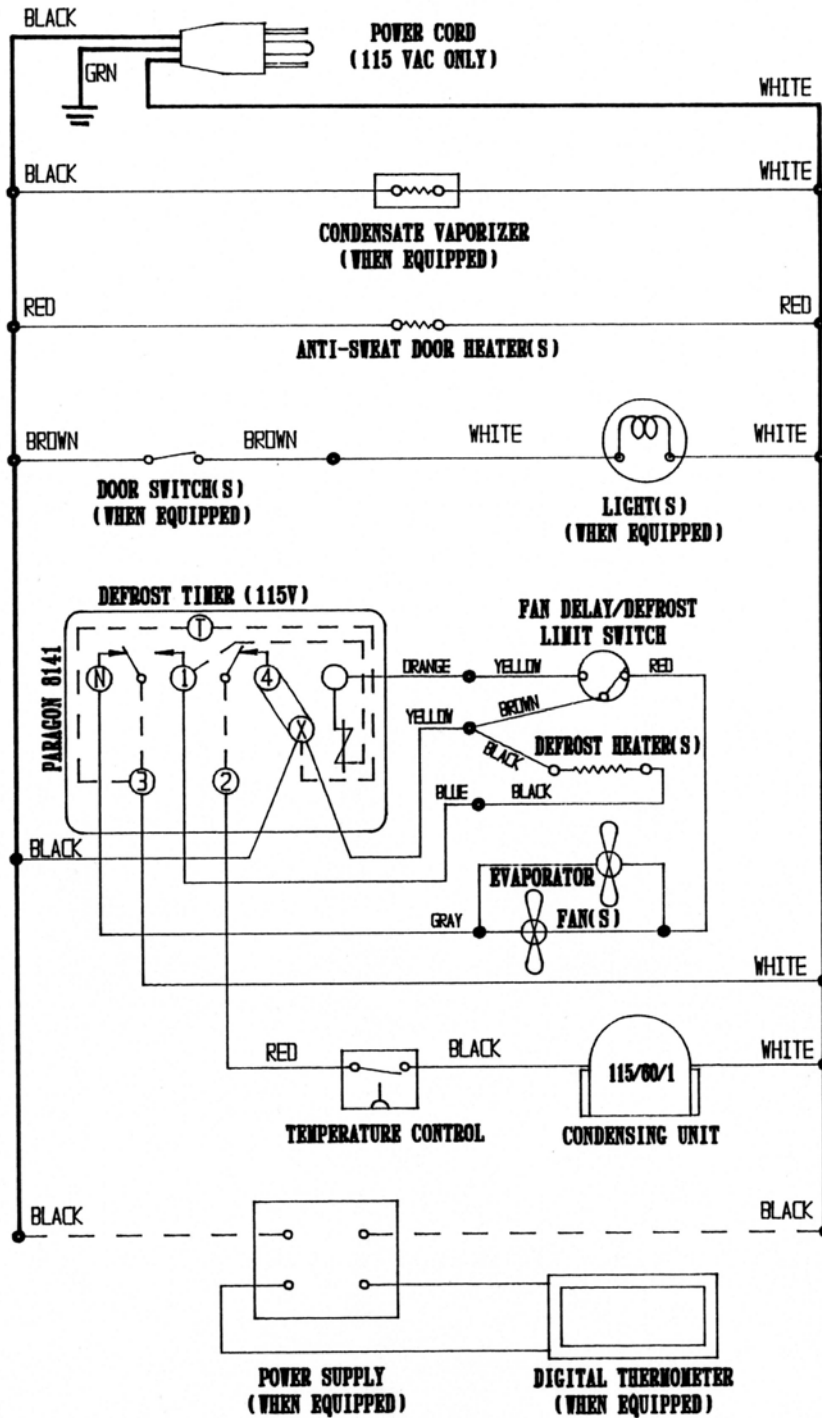 BLACK
POWER CORD
(115 VAC ONLY)
GRN
WHITE
BLACK
WHITE
CONDENSATE VAPORIZER
(WHEN EQUIPPED)
RED
RED
ANTI-SWEAT DOOR HEATER(S)
BROWN
BROWN
WHITE
WHITE
DOOR SWITCH(S)
(WHEN EQUIPPED)
LIGHT(S)
(WHEN EQUIPPED)
DEFROST TIMER (115V)
FAN DELAY/DEFROST
LIMIT SWITCH
PARAGON 8141
T
N
1
4
X
3
2
ORANGE
YELLOW
RED
YELLOW
BROWN
BLACK
DEFROST HEATER(S)
BLUE
BLACK
BLACK
EVAPORATOR
FAN(S)
GRAY
WHITE
RED
BLACK
WHITE
115/60/1
TEMPERATURE CONTROL
CONDENSING UNIT
BLACK
BLACK
POWER SUPPLY
(WHEN EQUIPPED)
DIGITAL THERMOMETER
(WHEN EQUIPPED)